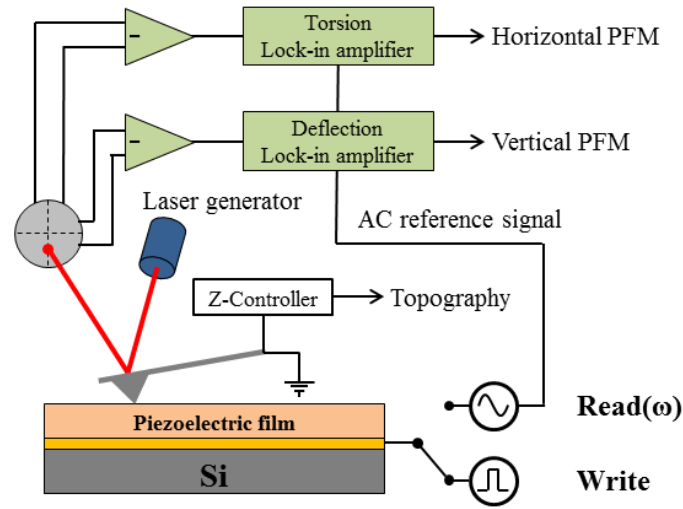 Torsion
Lock-in amplifier
Horizontal PFM
Deflection
Lock-in amplifier
Vertical PFM
Laser generator
AC reference signal
Z-Controller
Topography
Piezoelectric film
Read(ω)
Si
Write